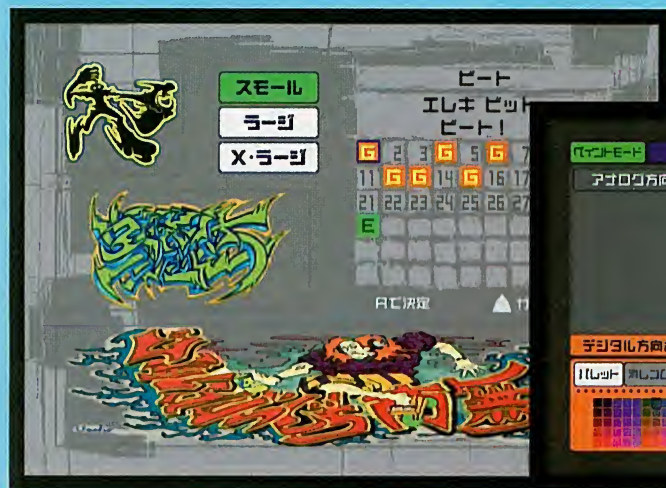 スモール
ラージ
X・ラージ
ビート
エレキ ビット
ビート!
G 2 3 G 5 G 7
11 G G 14 G 16 17
21 22 23 24 25 26 27
E
Aで決定
ペイントモード
アナログ方向
デジタル方向
パレット